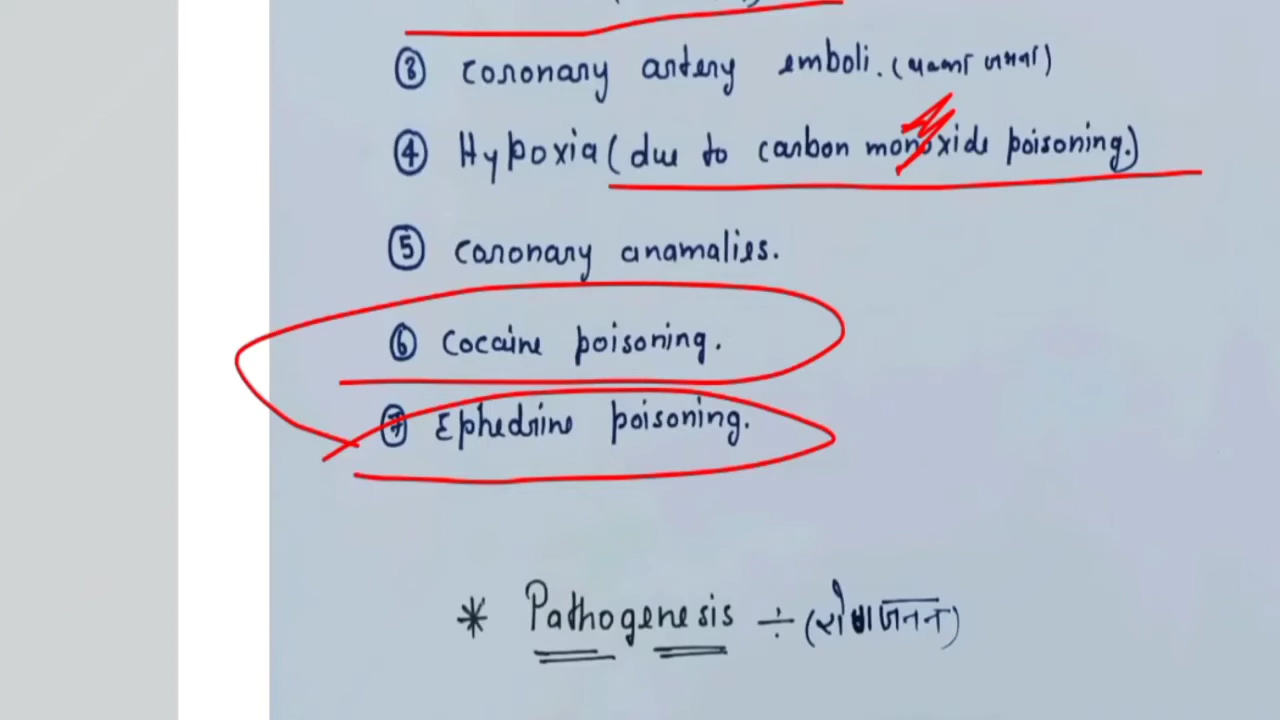 ③ Coronary artery emboli. (
④ Hypoxia (due to carbon monoxide poisoning.)
⑤ Coronary anamalies.
⑥ Cocaine poisoning.
⑦ Ephedrine poisoning.
* Pathogenesis ÷ (रोगजनन)